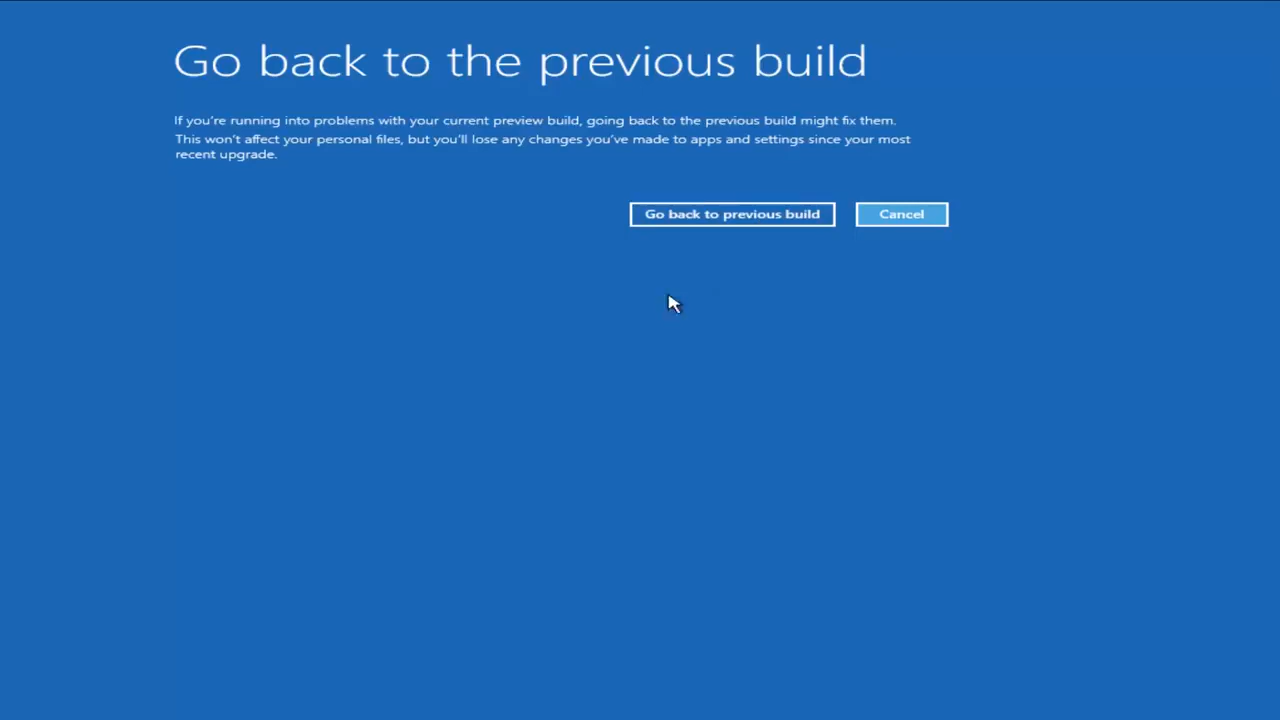 Go back to the previous build
If you're running into problems with your current preview build, going back to the previous build might fix them.
This won't affect your personal files, but you'll lose any changes you've made to apps and settings since your most
recent upgrade.
Go back to previous build
Cancel